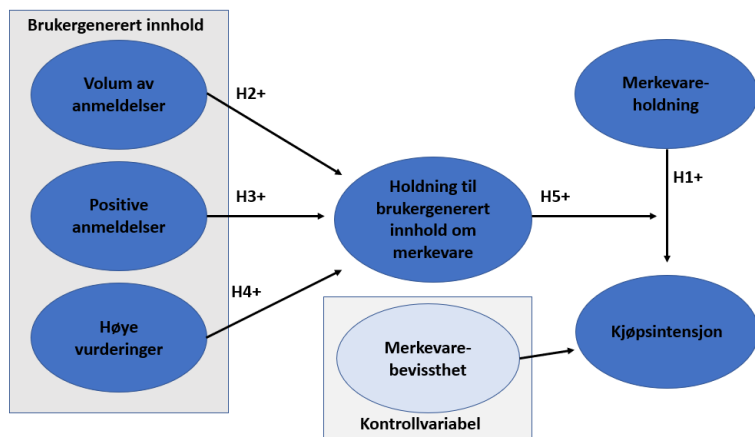 Brukergenerert innhold
Volum av
anmeldelser
H2+
Merkevare-
holdning
Positive
anmeldelser
H3+
Holdning til
brukergenerert
innhold om
merkevare
H5+
H1+
Høye
vurderinger
H4+
Merkevare-
bevissthet
Kjøpsintensjon
Kontrollvariabel